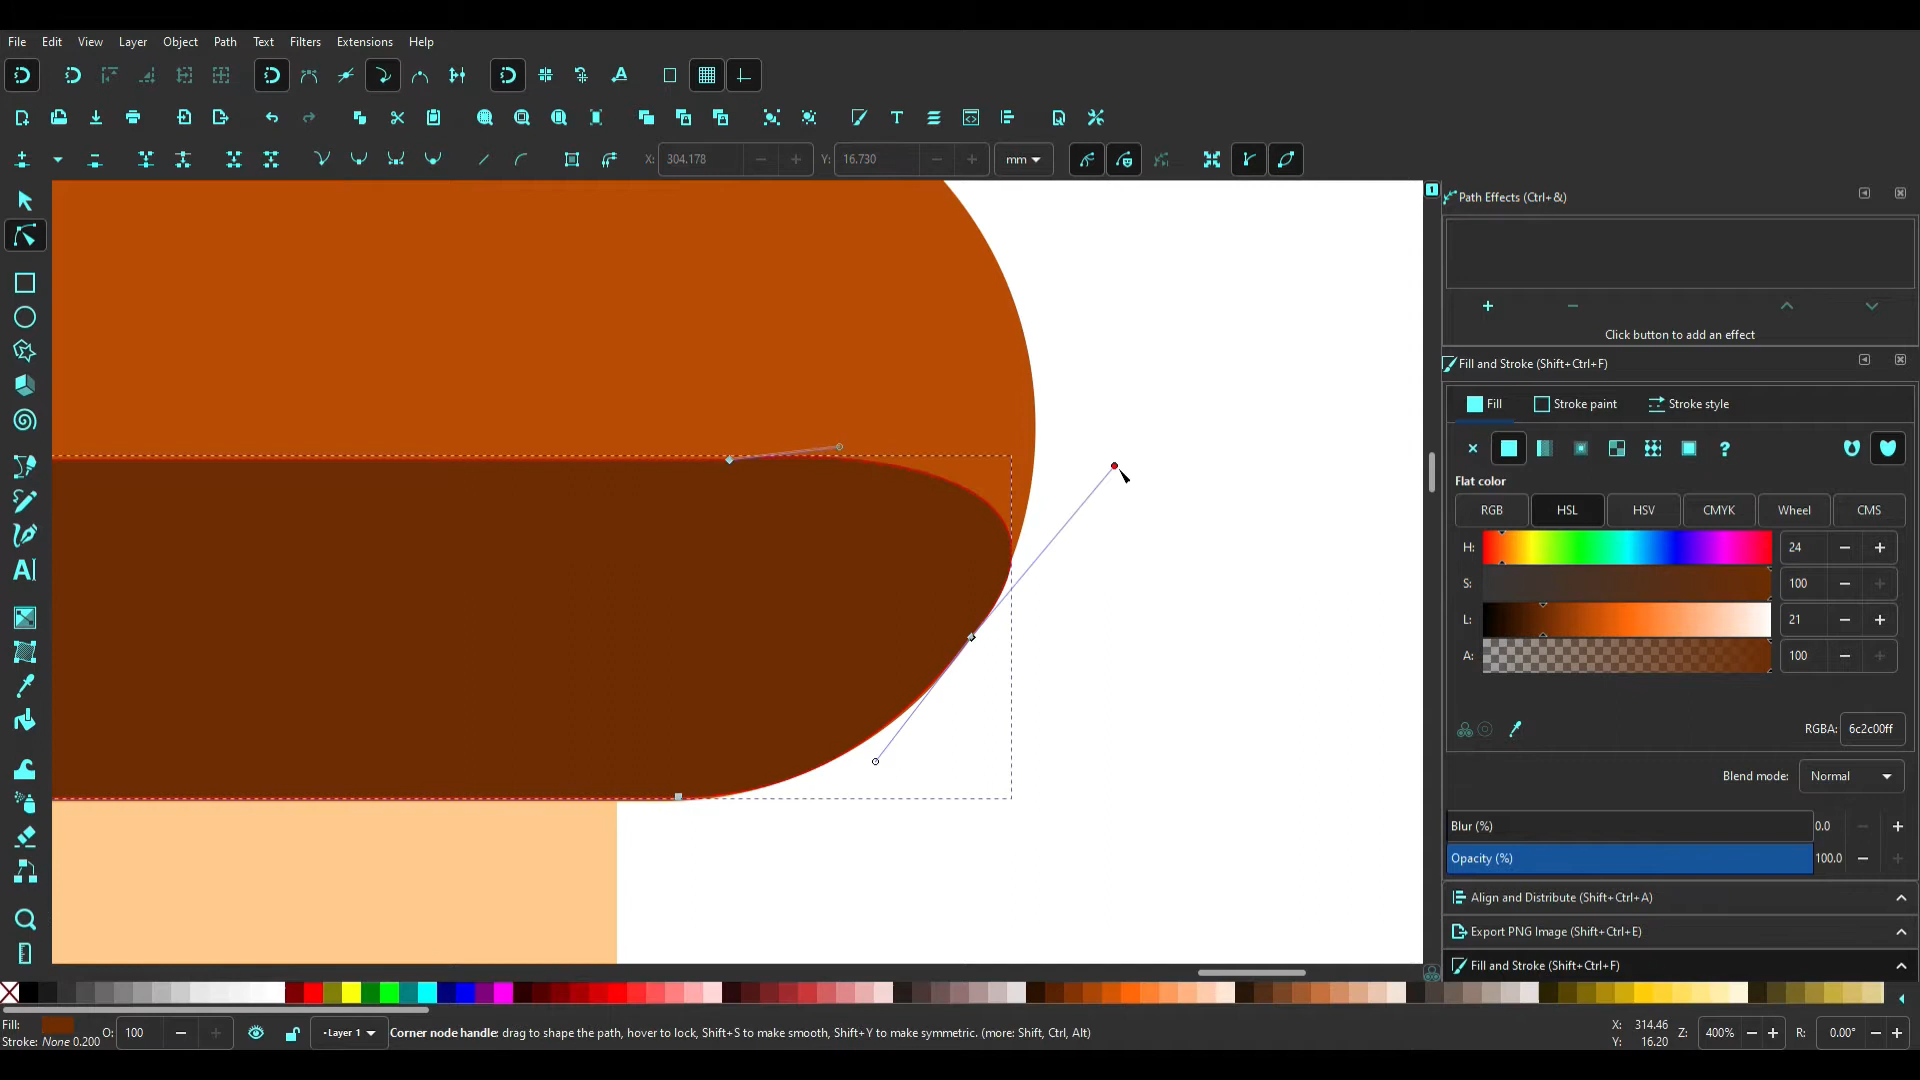 File Edit View Layer Object Path Text Filters Extensions Help
X: 304.178 Y: 16.730 mm
Path Effects (Ctrl+&)
Click button to add an effect
Fill and Stroke (Shift+Ctrl+F)
Fill Stroke paint Stroke style
Flat color
RGB HSL HSV CMYK Wheel CMS
H: 24
S: 100
L: 21
A: 100
RGBA: 6c2c00ff
Blend mode: Normal
Blur (%) 0.0
Opacity (%) 100.0
Align and Distribute (Shift+Ctrl+A)
Export PNG Image (Shift+Ctrl+E)
Fill and Stroke (Shift+Ctrl+F)
Fill: O: 100 Layer 1 Corner node handle: drag to shape the path, hover to lock, Shift+S to make smooth, Shift+Y to make symmetric. (more: Shift, Ctrl, Alt) X: 314.46 Z: 400% R: 0.00°
Stroke: None 0.200 Y: 16.20